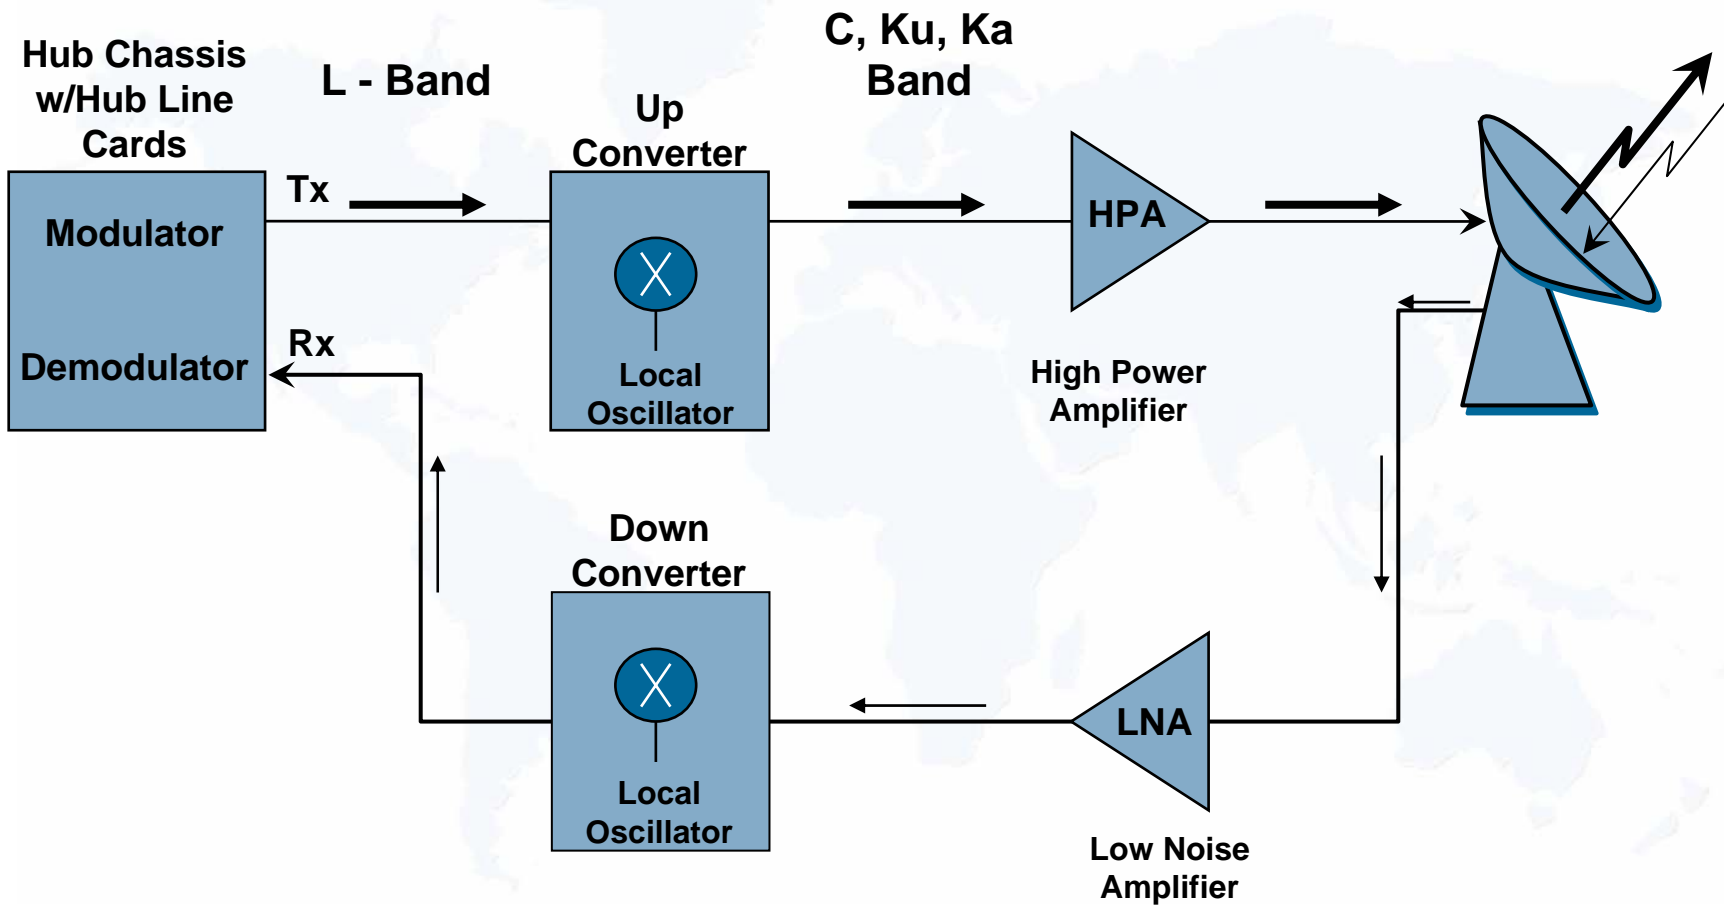 C, Ku, Ka
Band
Hub Chassis
w/Hub Line
Cards
L - Band
Up
Converter
Tx
Modulator
HPA
Rx
Demodulator
Local
Oscillator
High Power
Amplifier
Down
Converter
LNA
Local
Oscillator
Low Noise
Amplifier